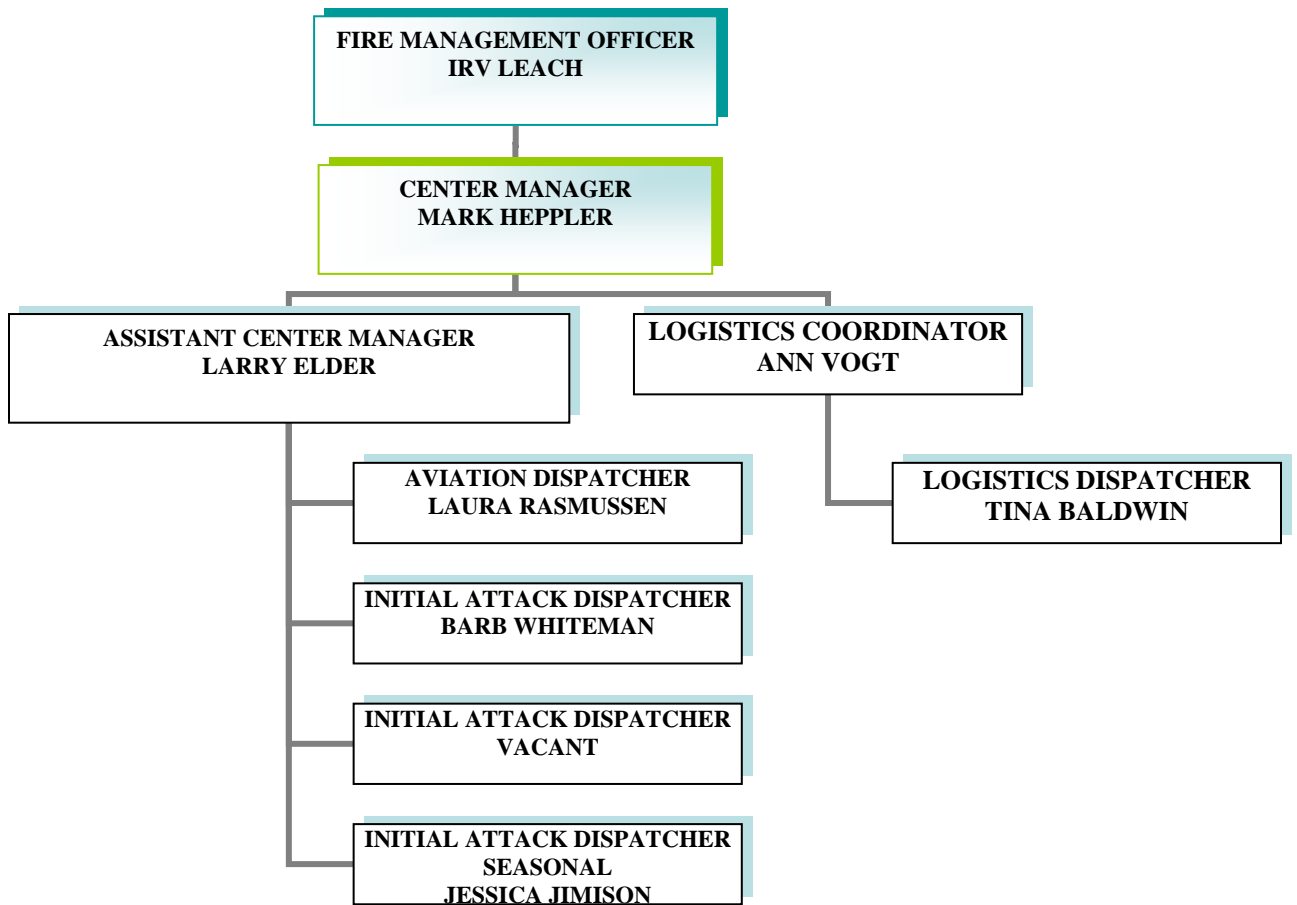 FIRE MANAGEMENT OFFICER
IRV LEACH
CENTER MANAGER
MARK HEPPLER
ASSISTANT CENTER MANAGER
LARRY ELDER
LOGISTICS COORDINATOR
ANN VOGT
AVIATION DISPATCHER
LAURA RASMUSSEN
LOGISTICS DISPATCHER
TINA BALDWIN
INITIAL ATTACK DISPATCHER
BARB WHITEMAN
INITIAL ATTACK DISPATCHER
VACANT
INITIAL ATTACK DISPATCHER
SEASONAL
JESSICA JIMISON